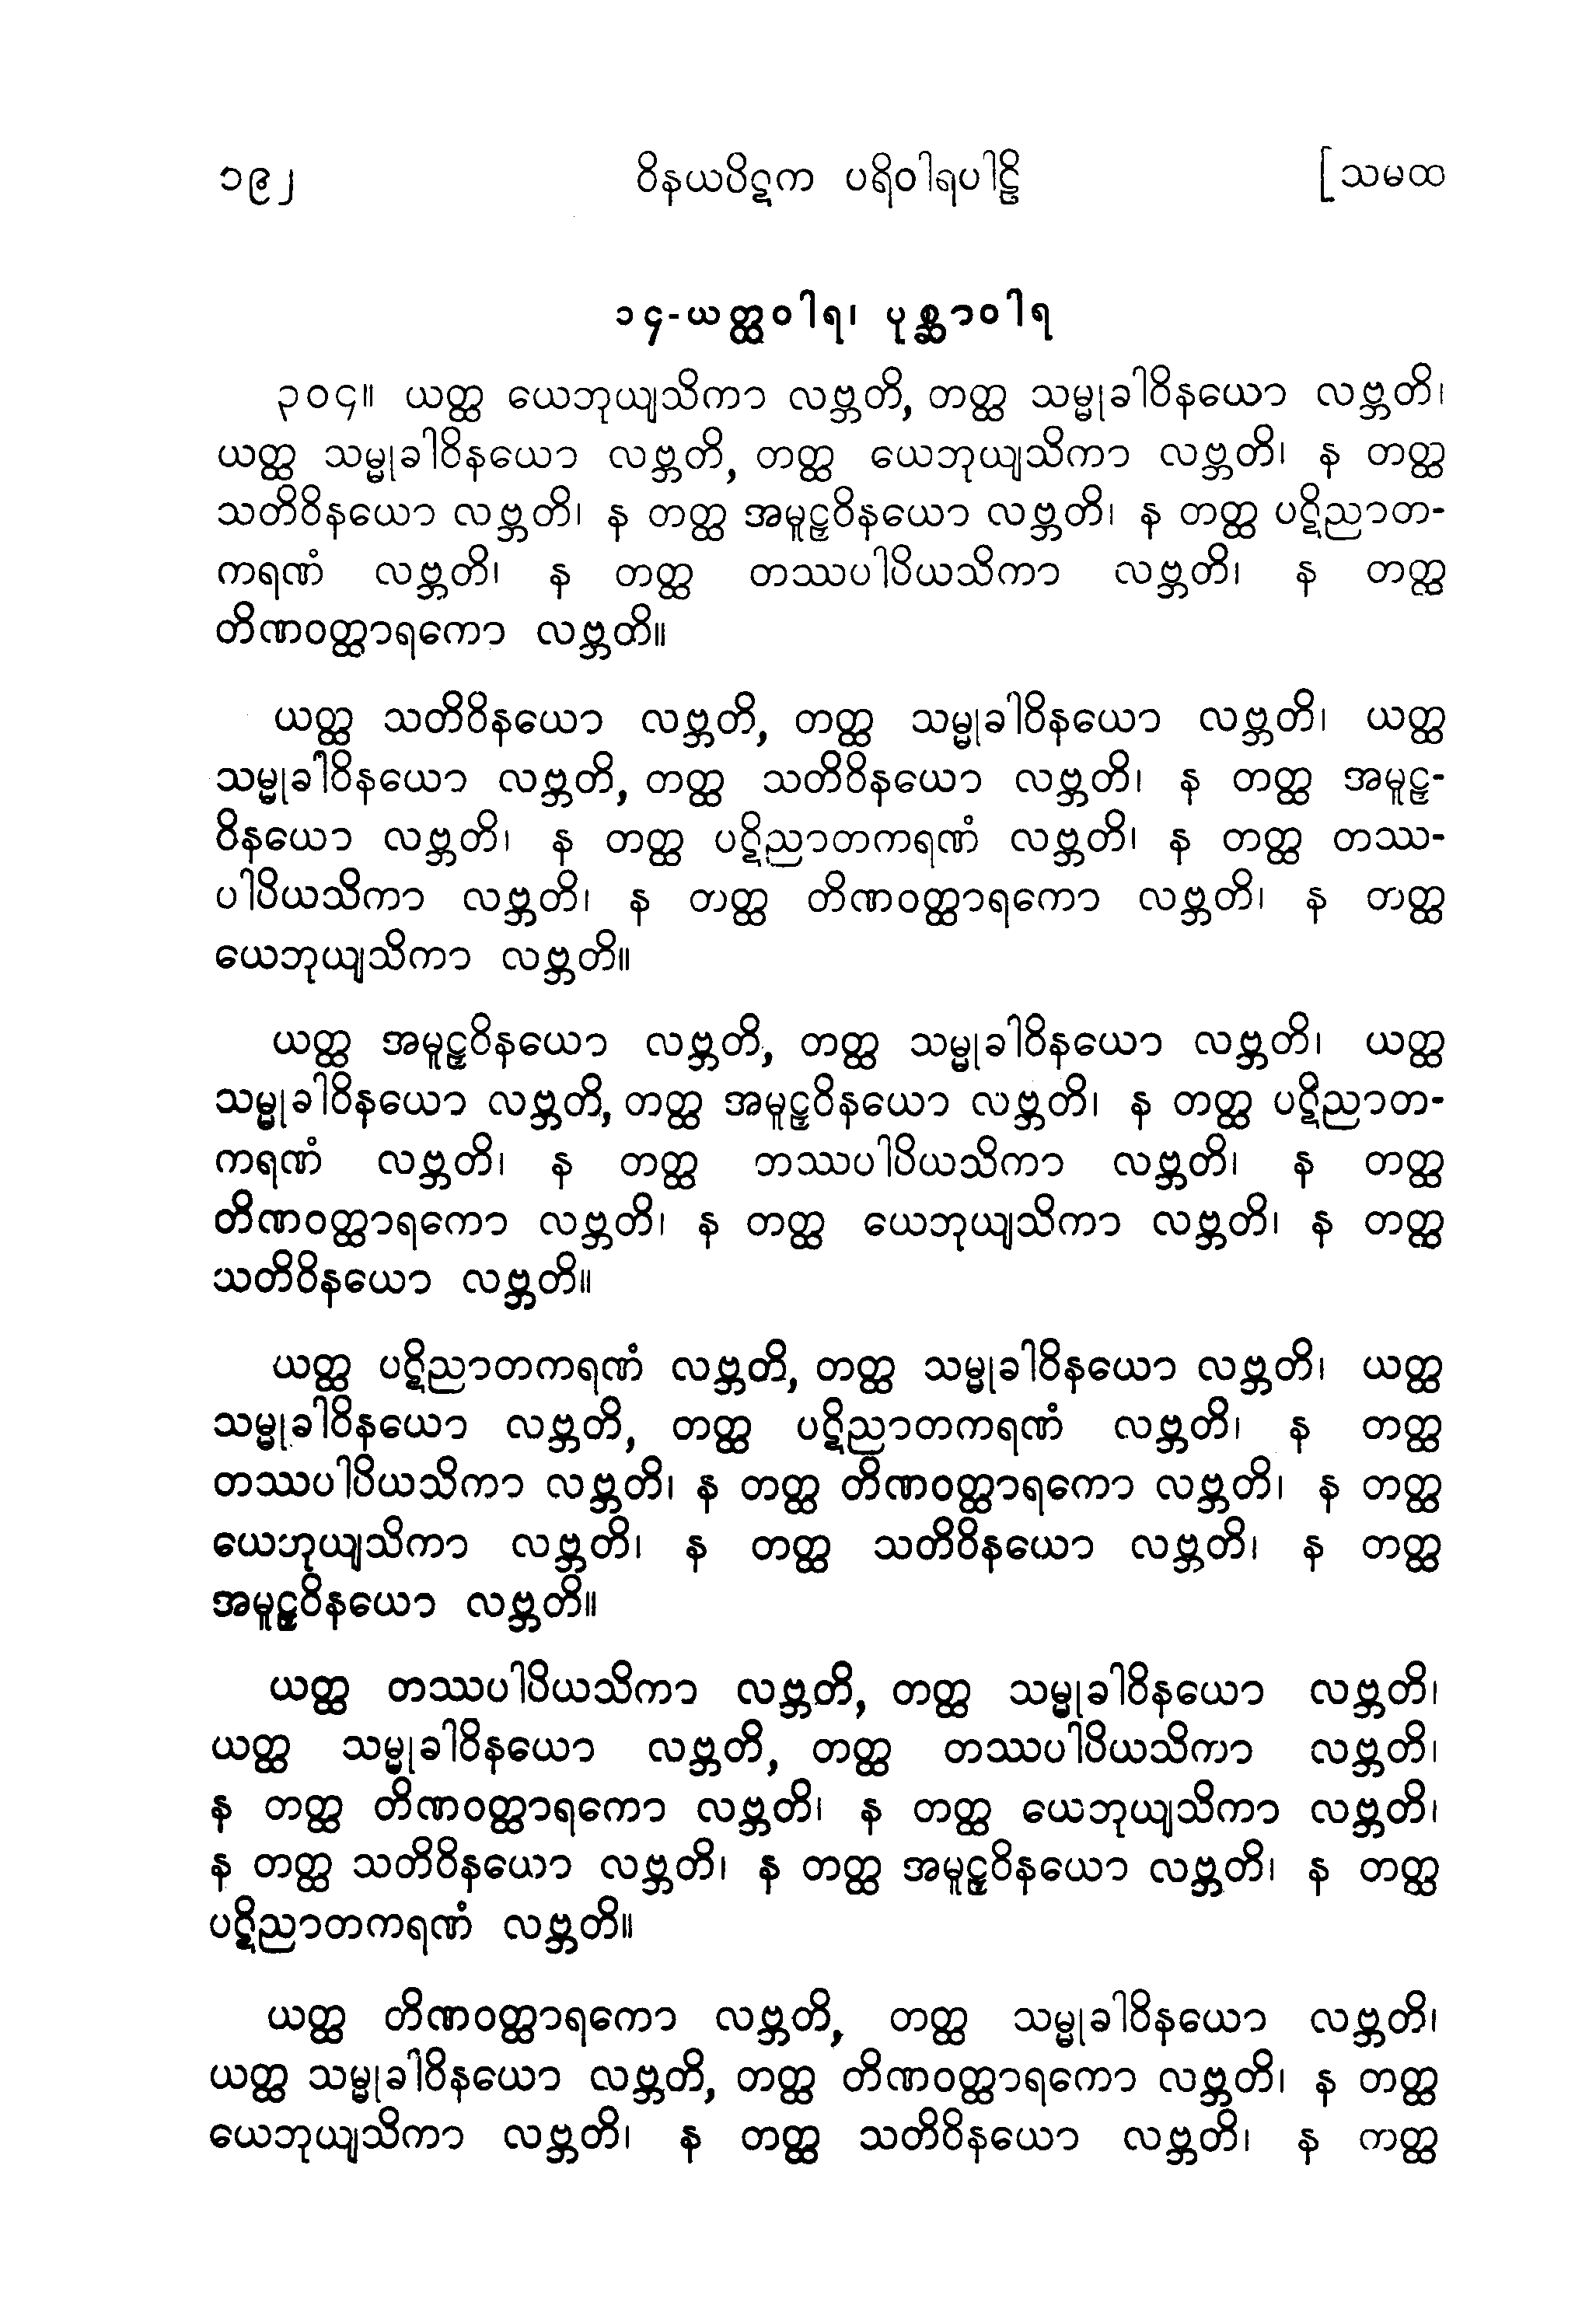 ၁၉၂ ဝိနယပိဋက ပရိဝါရပါဠိ [ သမထ
၁၄-ယတ္ထဝါရ၊ ပုစ္ဆာဝါရ
၃၀၄။ ယတ္ထ ယေဘုယျသိကာ လဗ္ဘတိ, တတ္ထ သမ္မုခါဝိနယော လဗ္ဘတိ၊
ယတ္ထ သမ္မုခါဝိနယော လဗ္ဘတိ, တတ္ထ ယေဘုယျသိကာ လဗ္ဘတိ၊ န တတ္ထ
သတိဝိနယော လဗ္ဘတိ၊ န တတ္ထ အမူဠှဝိနယော လဗ္ဘတိ၊ န တတ္ထ ပဋိညာတ-
ကရဏံ လဗ္ဘတိ၊ န တတ္ထ တဿပါပိယသိကာ လဗ္ဘတိ၊ န တတ္ထ
တိဏဝတ္ထာရကော လဗ္ဘတိ။
ယတ္ထ သတိဝိနယော လဗ္ဘတိ, တတ္ထ သမ္မုခါဝိနယော လဗ္ဘတိ၊ ယတ္ထ
သမ္မုခါဝိနယော လဗ္ဘတိ, တတ္ထ သတိဝိနယော လဗ္ဘတိ၊ န တတ္ထ အမူဠှ-
ဝိနယော လဗ္ဘတိ၊ န တတ္ထ ပဋိညာတကရဏံ လဗ္ဘတိ၊ န တတ္ထ တဿ-
ပါပိယသိကာ လဗ္ဘတိ၊ န တတ္ထ တိဏဝတ္ထာရကော လဗ္ဘတိ၊ န တတ္ထ
ယေဘုယျသိကာ လဗ္ဘတိ။
ယတ္ထ အမူဠှဝိနယော လဗ္ဘတိ, တတ္ထ သမ္မုခါဝိနယော လဗ္ဘတိ၊ ယတ္ထ
သမ္မုခါဝိနယော လဗ္ဘတိ, တတ္ထ အမူဠှဝိနယော လဗ္ဘတိ၊ န တတ္ထ ပဋိညာတ-
ကရဏံ လဗ္ဘတိ၊ န တတ္ထ ဘဿပါပိယသိကာ လဗ္ဘတိ၊ န တတ္ထ
တိဏဝတ္ထာရကော လဗ္ဘတိ၊ န တတ္ထ ယေဘုယျသိကာ လဗ္ဘတိ၊ န တတ္ထ
သတိဝိနယော လဗ္ဘတိ။
ယတ္ထ ပဋိညာတကရဏံ လဗ္ဘတိ, တတ္ထ သမ္မုခါဝိနယော လဗ္ဘတိ၊ ယတ္ထ
သမ္မုခါဝိနယော လဗ္ဘတိ, တတ္ထ ပဋိညာတကရဏံ လဗ္ဘတိ၊ န တတ္ထ
တဿပါပိယသိကာ လဗ္ဘတိ၊ န တတ္ထ တိဏဝတ္ထာရကော လဗ္ဘတိ၊ န တတ္ထ
ယေဘုယျသိကာ လဗ္ဘတိ၊ န တတ္ထ သတိဝိနယော လဗ္ဘတိ၊ န တတ္ထ
အမူဠှဝိနယော လဗ္ဘတိ။
ယတ္ထ တဿပါပိယသိကာ လဗ္ဘတိ, တတ္ထ သမ္မုခါဝိနယော လဗ္ဘတိ၊
ယတ္ထ သမ္မုခါဝိနယော လဗ္ဘတိ, တတ္ထ တဿပါပိယသိကာ လဗ္ဘတိ၊
န တတ္ထ တိဏဝတ္ထာရကော လဗ္ဘတိ၊ န တတ္ထ ယေဘုယျသိကာ လဗ္ဘတိ၊
န တတ္ထ သတိဝိနယော လဗ္ဘတိ၊ န တတ္ထ အမူဠှဝိနယော လဗ္ဘတိ၊ န တတ္ထ
ပဋိညာတကရဏံ လဗ္ဘတိ။
ယတ္ထ တိဏဝတ္ထာရကော လဗ္ဘတိ, တတ္ထ သမ္မုခါဝိနယော လဗ္ဘတိ၊
ယတ္ထ သမ္မုခါဝိနယော လဗ္ဘတိ, တတ္ထ တိဏဝတ္ထာရကော လဗ္ဘတိ၊ န တတ္ထ
ယေဘုယျသိကာ လဗ္ဘတိ၊ န တတ္ထ သတိဝိနယော လဗ္ဘတိ၊ န ကတ္ထ